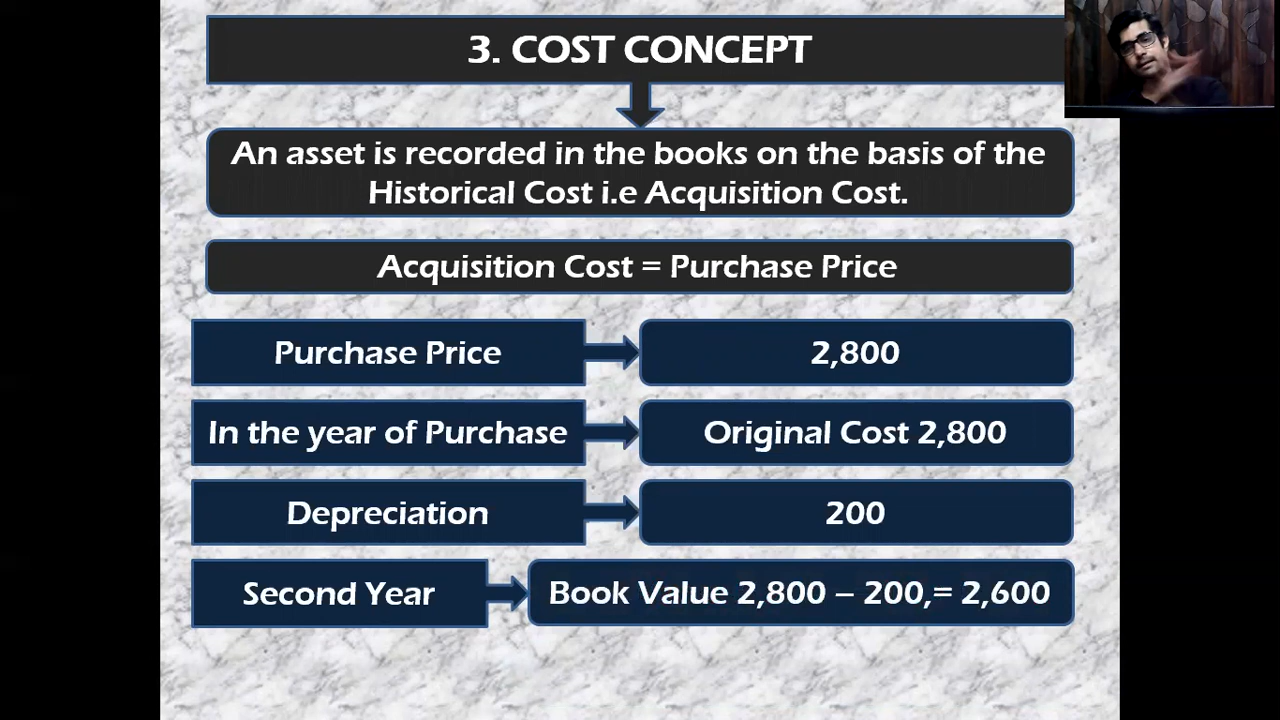 3. COST CONCEPT
An asset is recorded in the books on the basis of the
Historical Cost i.e Acquisition Cost.
Acquisition Cost = Purchase Price
Purchase Price
2,800
In the year of Purchase
Original Cost 2,800
Depreciation
200
Second Year
Book Value 2,800 – 200,= 2,600